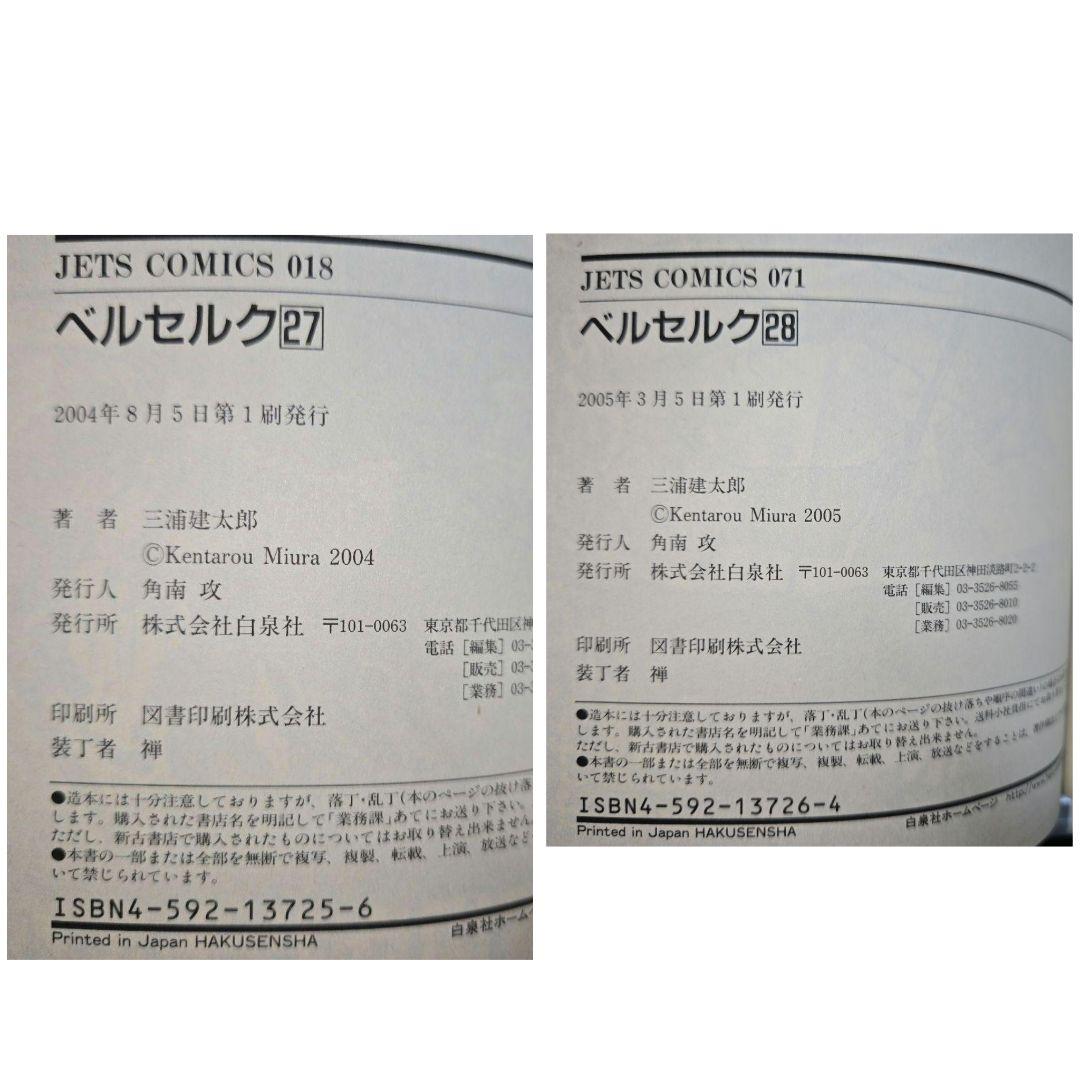 JETS COMICS 018
ベルセルク27
2004年8月5日第1刷発行
著 者 三浦建太郎
©Kentarou Miura 2004
発行人 角南 攻
発行所 株式会社白泉社 〒101-0063 東京都千代田区神
電話[編集]03-
[販売]03-
[業務]03-
印刷所 図書印刷株式会社
装丁者 禅
●造本には十分注意しておりますが、落丁・乱丁(本のページの抜け落
します。購入された書店名を明記して「業務課」あてにお送り下さい。
ただし、新古書店で購入されたものについてはお取り替え出来ません。
●本書の一部または全部を無断で複写、複製、転載、上演、放送など
いて禁じられています。
ISBN4-592-13725-6
Printed in Japan HAKUSENSHA 白泉社ホーム
JETS COMICS 071
ベルセルク28
2005年3月5日第1刷発行
著 者 三浦建太郎
©Kentarou Miura 2005
発行人 角南 攻
発行所 株式会社白泉社 〒101-0063 東京都千代田区神田淡路町2-2-2
電話[編集]03-3526-8055
[販売]03-3526-8010
[業務]03-3526-8020
印刷所 図書印刷株式会社
装丁者 禅
●造本には十分注意しておりますが、落丁・乱丁(本のページの抜け落ちや順序の間違い)の場合は
します。購入された書店名を明記して「業務課」あてにお送り下さい。送料小社負担にてお取り替え
ただし、新古書店で購入されたものについてはお取り替え出来ません。
●本書の一部または全部を無断で複写、複製、転載、上演、放送などをすることは、
いて禁じられています。
ISBN4-592-13726-4
Printed in Japan HAKUSENSHA 白泉社ホームページ